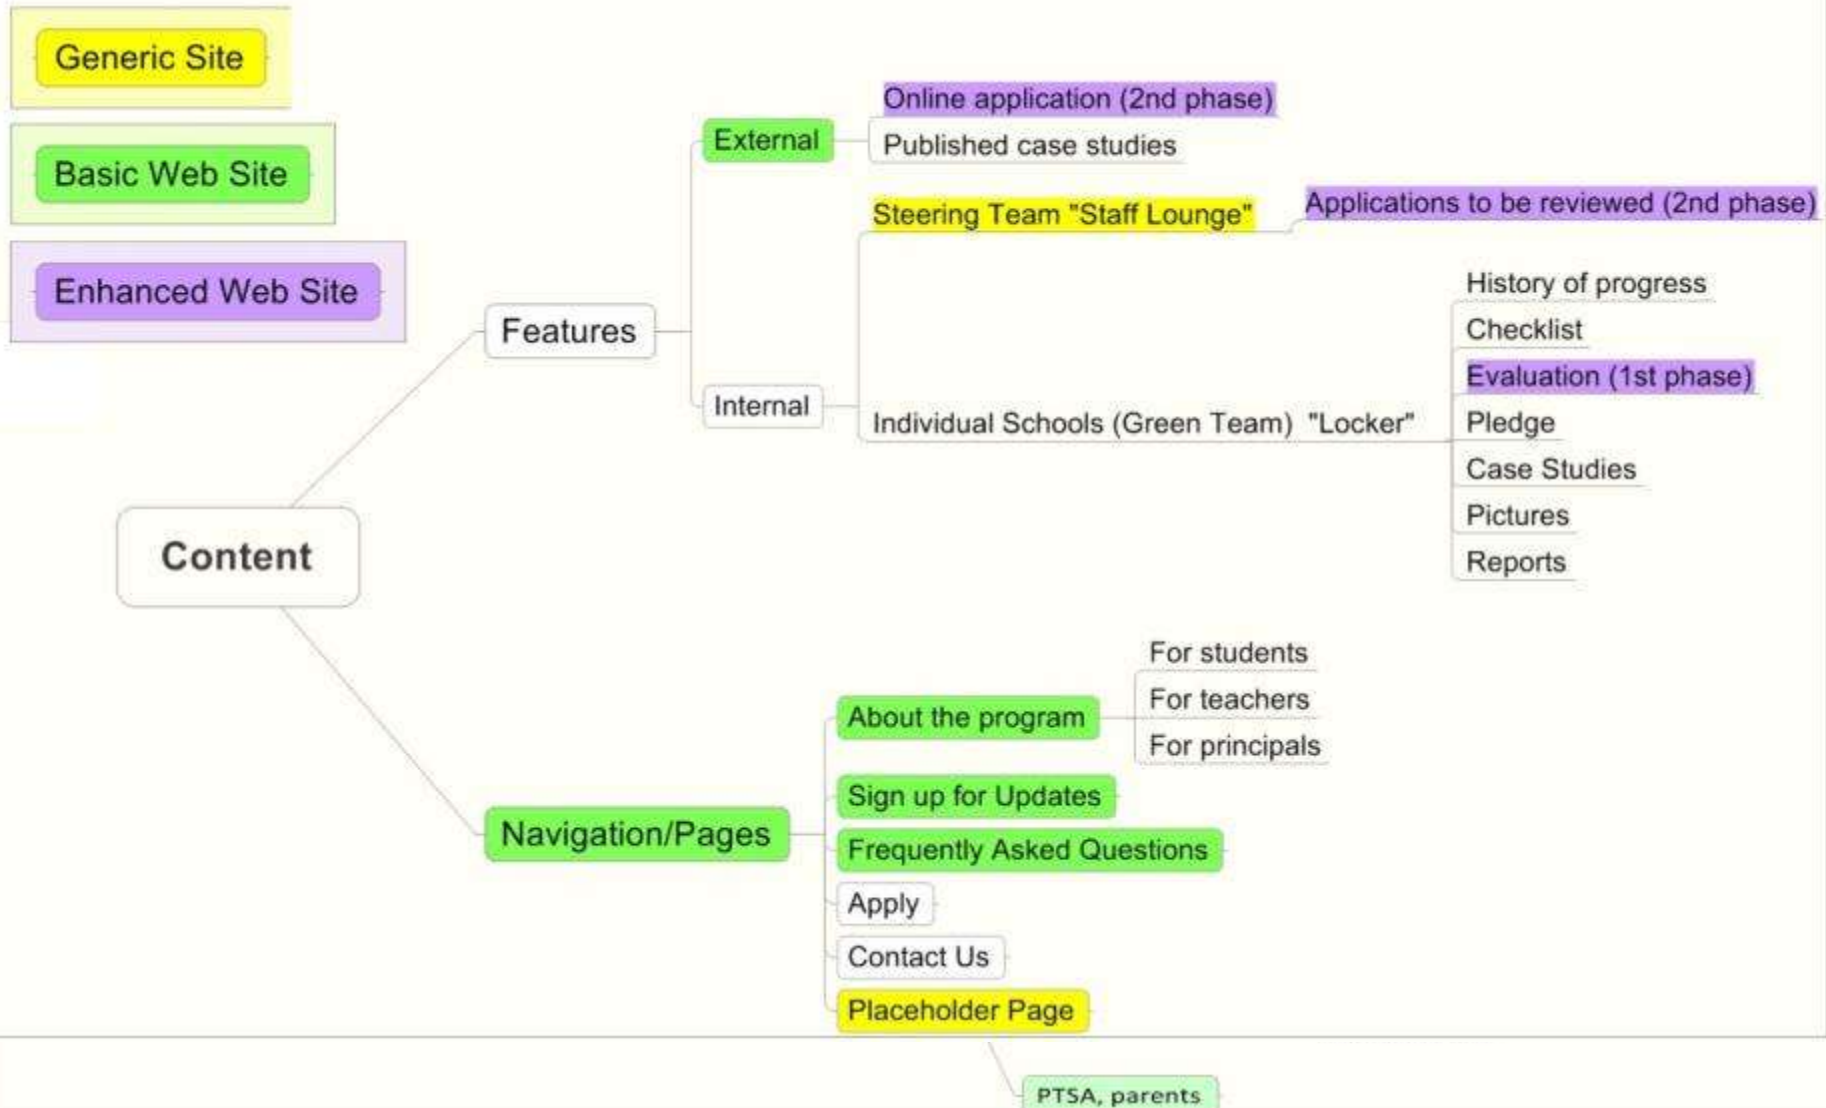 Generic Site
Basic Web Site
Enhanced Web Site
Content
Features
External
Online application (2nd phase)
Published case studies
Internal
Steering Team "Staff Lounge"
Applications to be reviewed (2nd phase)
Individual Schools (Green Team) "Locker"
History of progress
Checklist
Evaluation (1st phase)
Pledge
Case Studies
Pictures
Reports
Navigation/Pages
About the program
For students
For teachers
For principals
Sign up for Updates
Frequently Asked Questions
Apply
Contact Us
Placeholder Page
PTSA, parents